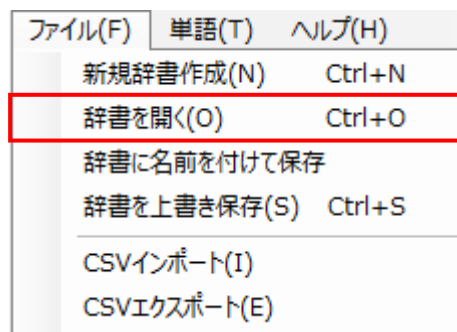 ファイル(F) 単語(T) ヘルプ(H)
新規辞書作成(N) Ctrl+N
辞書を開く(O) Ctrl+O
辞書に名前を付けて保存
辞書を上書き保存(S) Ctrl+S
CSVインポート(I)
CSVエクスポート(E)